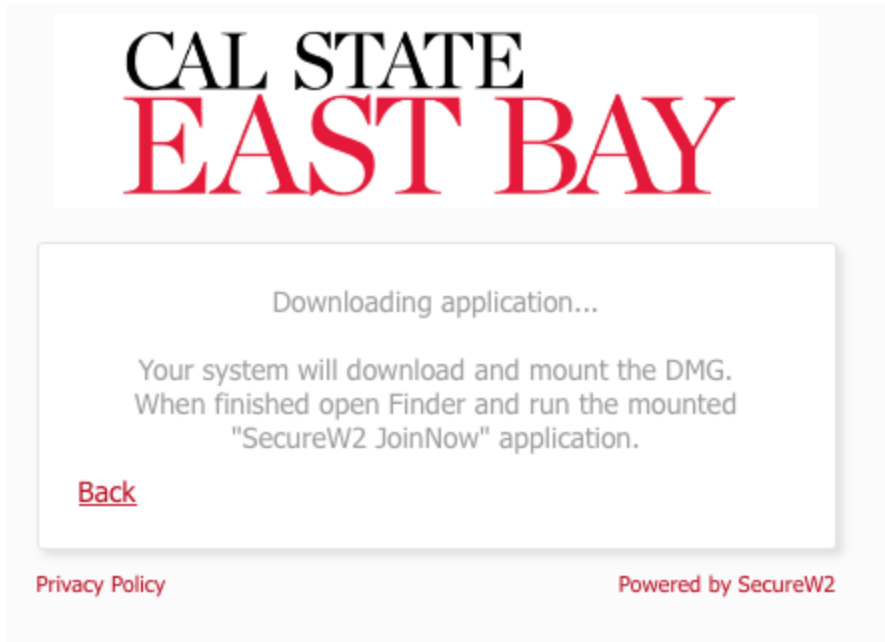 CAL STATE
EAST BAY
Downloading application...
Your system will download and mount the DMG.
When finished open Finder and run the mounted
"SecureW2 JoinNow" application.
Back
Privacy Policy
Powered by SecureW2